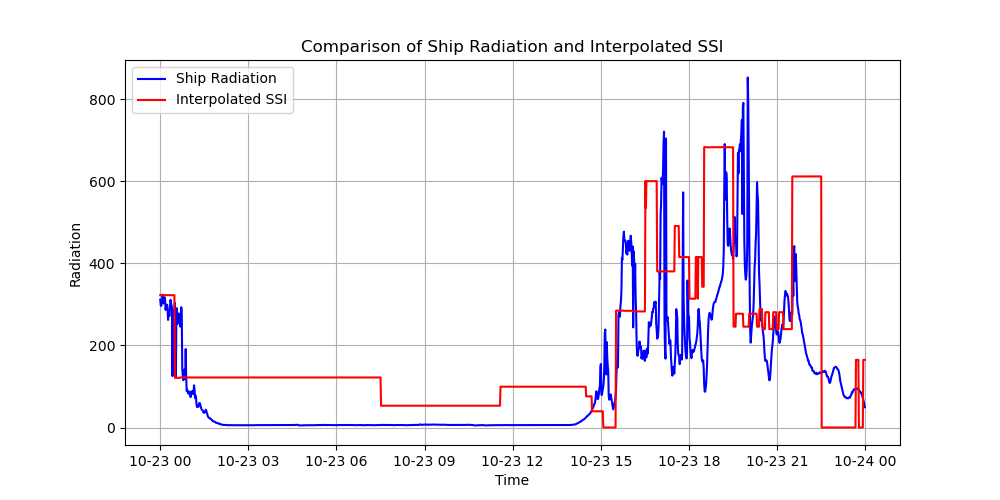 Comparison of Ship Radiation and Interpolated SSI
Ship Radiation
Interpolated SSI
Radiation
800
600
400
200
0
10-23 00 10-23 03 10-23 06 10-23 09 10-23 12 10-23 15 10-23 18 10-23 21 10-24 00
Time